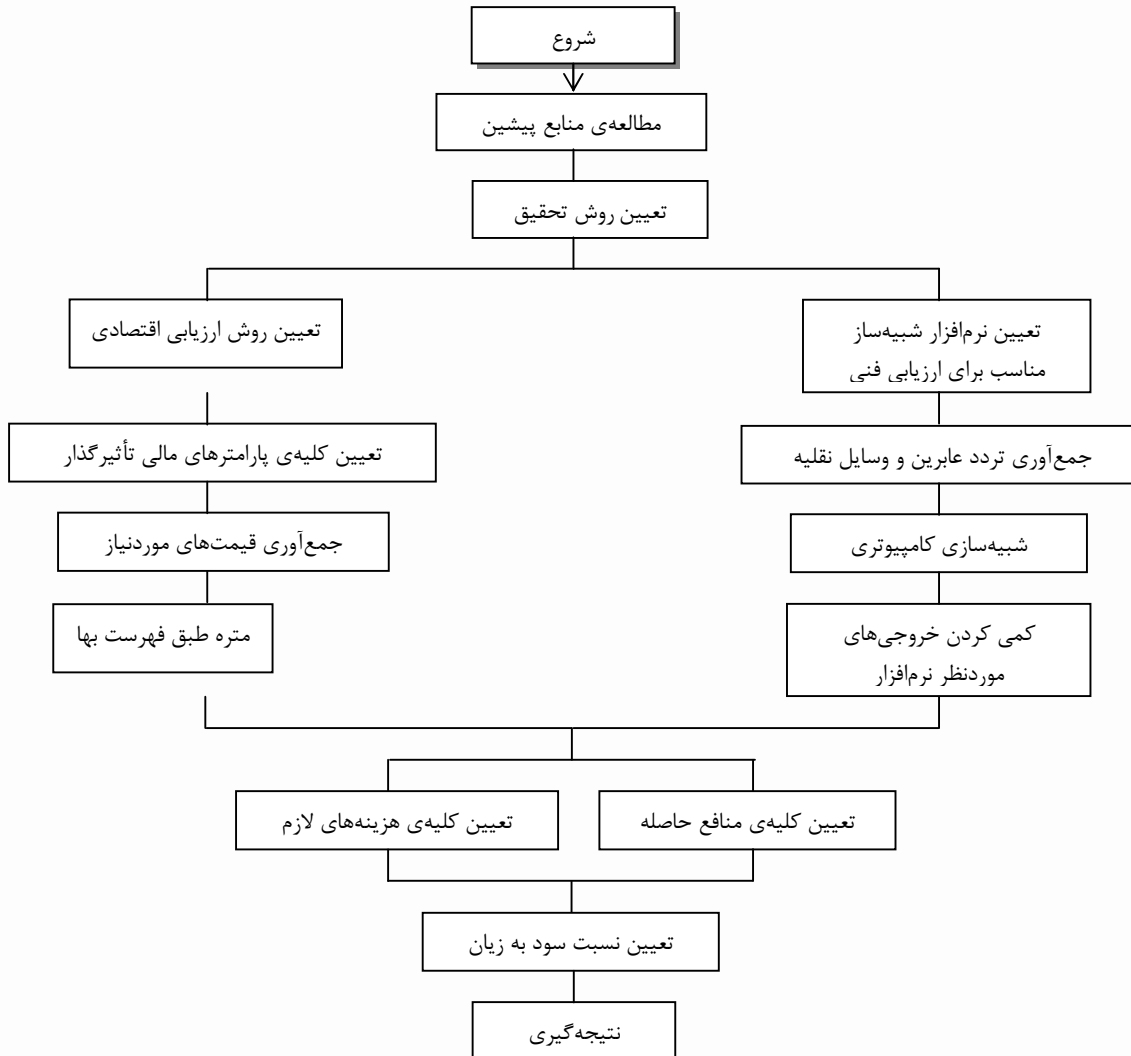 شروع
مطالعه‌ی منابع پیشین
تعیین روش تحقیق
تعیین نرم‌افزار شبیه‌ساز
مناسب برای ارزیابی فنی
جمع‌آوری تردد عابرین و وسایل نقلیه
شبیه‌سازی کامپیوتری
کمی کردن خروجی‌های
موردنظر نرم‌افزار
تعیین روش ارزیابی اقتصادی
تعیین کلیه‌ی پارامترهای مالی تأثیرگذار
جمع‌آوری قیمت‌های موردنیاز
متره طبق فهرست بها
تعیین کلیه‌ی منافع حاصله
تعیین کلیه‌ی هزینه‌های لازم
تعیین نسبت سود به زیان
نتیجه‌گیری